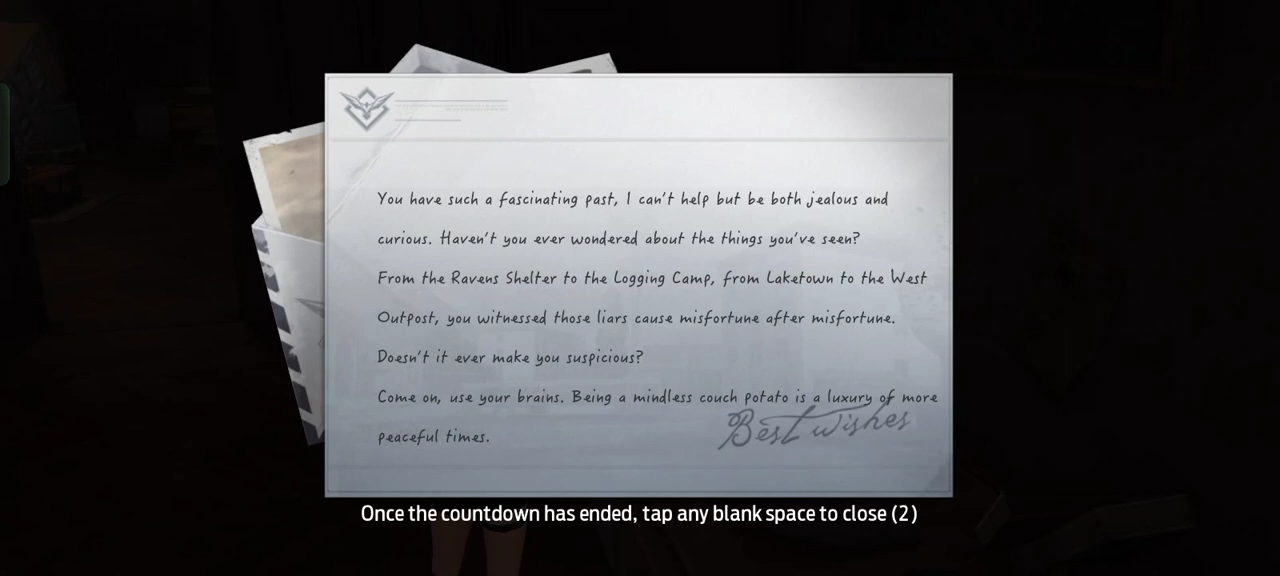 You have such a fascinating past, I can't help but be both jealous and
curious. Haven't you ever wondered about the things you've seen?
From the Ravens Shelter to the Logging Camp, from Laketown to the West
Outpost, you witnessed those liars cause misfortune after misfortune.
Doesn't it ever make you suspicious?
Come on, use your brains. Being a mindless couch potato is a luxury of more
peaceful times.
Best wishes
Once the countdown has ended, tap any blank space to close (2)